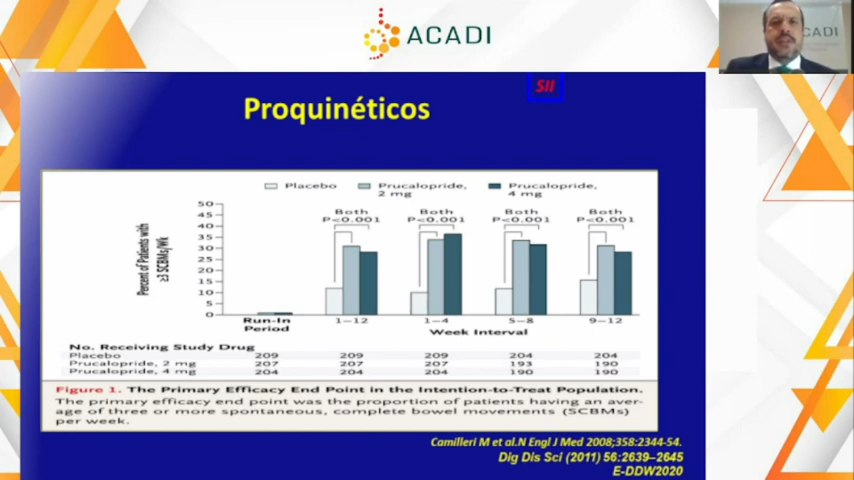 ACADI
ACADI
SII
Proquinéticos
Placebo
Prucalopride, 2 mg
Prucalopride, 4 mg
Percent of Patients with ≥3 SCBMs/Wk
50
45
40
35
30
25
20
15
10
5
0
Both P<0.001
Both P<0.001
Both P<0.001
Both P<0.001
Run-In Period
1–12
1–4
5–8
9–12
Week Interval
No. Receiving Study Drug
Placebo 209 209 209 204 204
Prucalopride, 2 mg 207 207 207 193 190
Prucalopride, 4 mg 204 204 204 190 190
Figure 1. The Primary Efficacy End Point in the Intention-to-Treat Population.
The primary efficacy end point was the proportion of patients having an aver-
age of three or more spontaneous, complete bowel movements (SCBMs)
per week.
Camilleri M et al.N Engl J Med 2008;358:2344-54.
Dig Dis Sci (2011) 56:2639–2645
E-DDW2020